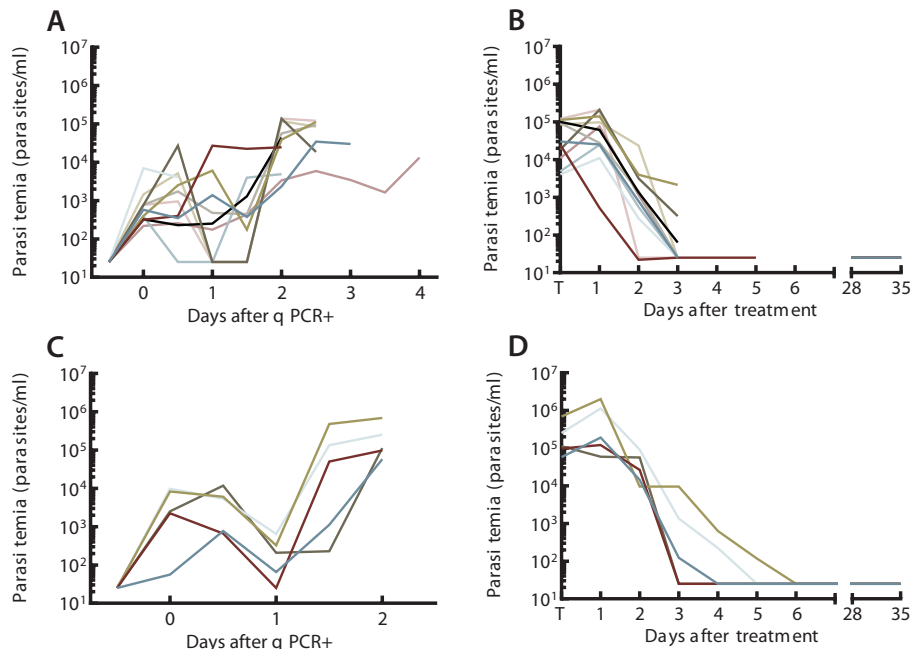 A
Parasi temia (para sites/ml)
10⁷
10⁶
10⁵
10⁴
10³
10²
10¹
0 1 2 3 4
Days after q PCR+
B
Parasi temia (para sites/ml)
10⁷
10⁶
10⁵
10⁴
10³
10²
10¹
T 1 2 3 4 5 6 28 35
Days after treatment
C
Parasi temia (para sites/ml)
10⁷
10⁶
10⁵
10⁴
10³
10²
10¹
0 1 2
Days after q PCR+
D
Parasi temia (para sites/ml)
10⁷
10⁶
10⁵
10⁴
10³
10²
10¹
T 1 2 3 4 5 6 28 35
Days after treatment